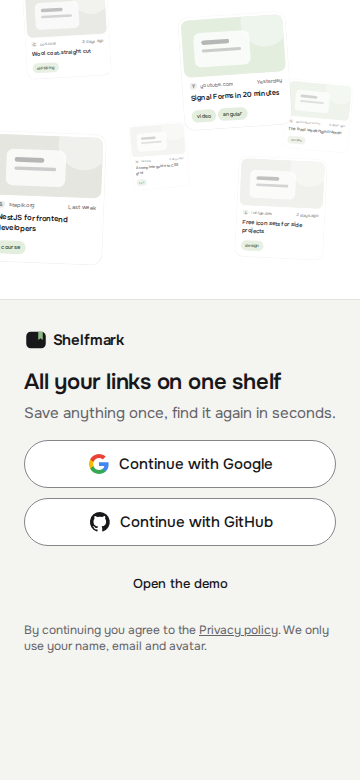 Wool coat, straight cut
Yesterday
Signal Forms in 20 minutes
video
angular
Last week
NestJS for frontend
developers
course
Free icon sets for side
projects
design
Shelfmark
All your links on one shelf
Save anything once, find it again in seconds.
Continue with Google
Continue with GitHub
Open the demo
By continuing you agree to the Privacy policy. We only
use your name, email and avatar.